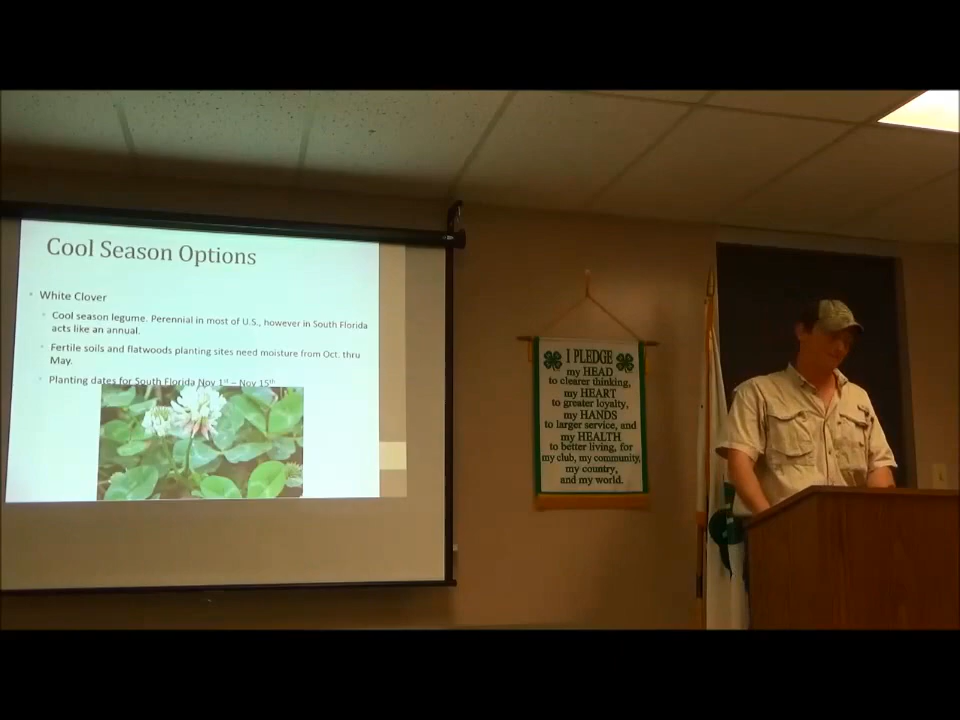 Cool Season Options
White Clover
Cool season legume. Perennial in most of U.S., however in South Florida
acts like an annual.
Fertile soils and flatwoods planting sites need moisture from Oct. thru
May.
Planting dates for South Florida Nov 1st – Nov 15th
I PLEDGE
my HEAD
to clearer thinking,
my HEART
to greater loyalty,
my HANDS
to larger service, and
my HEALTH
to better living, for
my club, my community,
my country,
and my world.